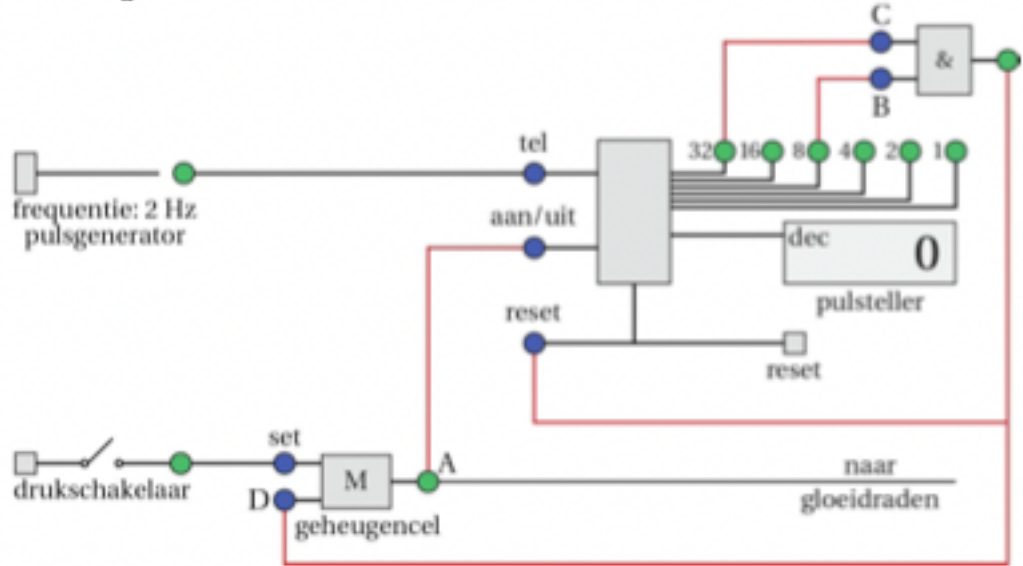 C
&
B
tel
32 16 8 4 2 1
frequentie: 2 Hz
pulsgenerator
aan/uit
dec 0
pulsteller
reset
reset
set
A
M
naar
drukschakelaar
D
gloeidraden
geheugencel